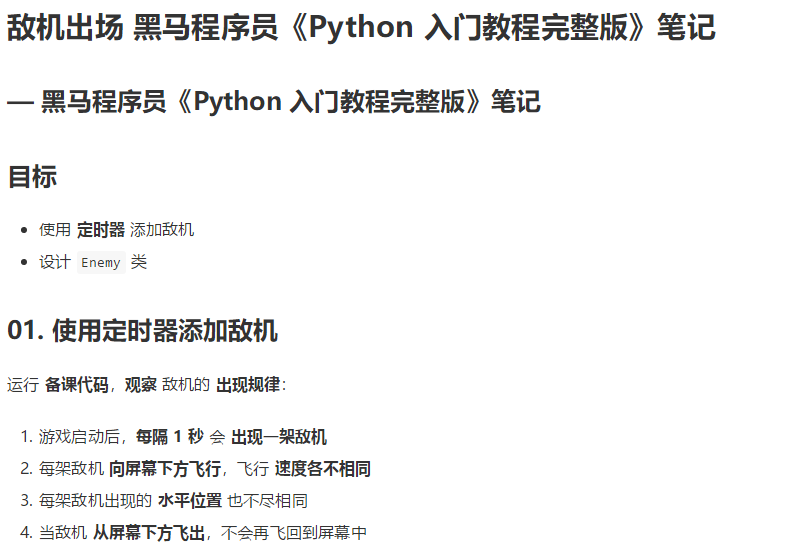 敌机出场 黑马程序员《Python 入门教程完整版》笔记
— 黑马程序员《Python 入门教程完整版》笔记
目标
• 使用 定时器 添加敌机
• 设计 Enemy 类
01. 使用定时器添加敌机
运行 备课代码，观察 敌机的 出现规律：
1. 游戏启动后，每隔 1 秒 会 出现一架敌机
2. 每架敌机 向屏幕下方飞行，飞行 速度各不相同
3. 每架敌机出现的 水平位置 也不尽相同
4. 当敌机 从屏幕下方飞出，不会再飞回到屏幕中